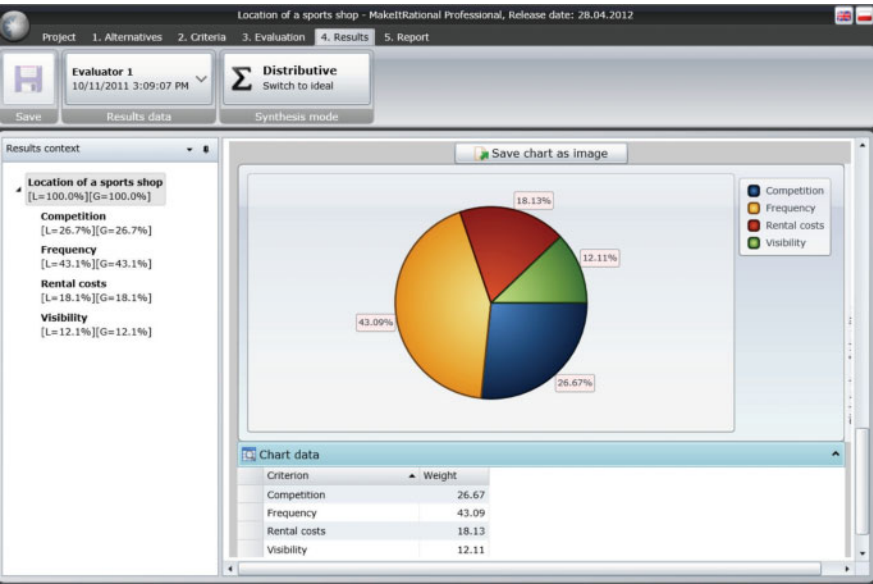 Location of a sports shop - MakeItRational Professional, Release date: 28.04.2012
Project 1. Alternatives 2. Criteria 3. Evaluation 4. Results 5. Report
Evaluator 1
10/11/2011 3:09:07 PM
Σ Distributive
Switch to ideal
Save Results data Synthesis mode
Results context
Location of a sports shop
[L=100.0%][G=100.0%]
Competition
[L=26.7%][G=26.7%]
Frequency
[L=43.1%][G=43.1%]
Rental costs
[L=18.1%][G=18.1%]
Visibility
[L=12.1%][G=12.1%]
Save chart as image
18.13%
12.11%
43.09%
26.67%
Competition
Frequency
Rental costs
Visibility
Chart data
Criterion Weight
Competition 26.67
Frequency 43.09
Rental costs 18.13
Visibility 12.11